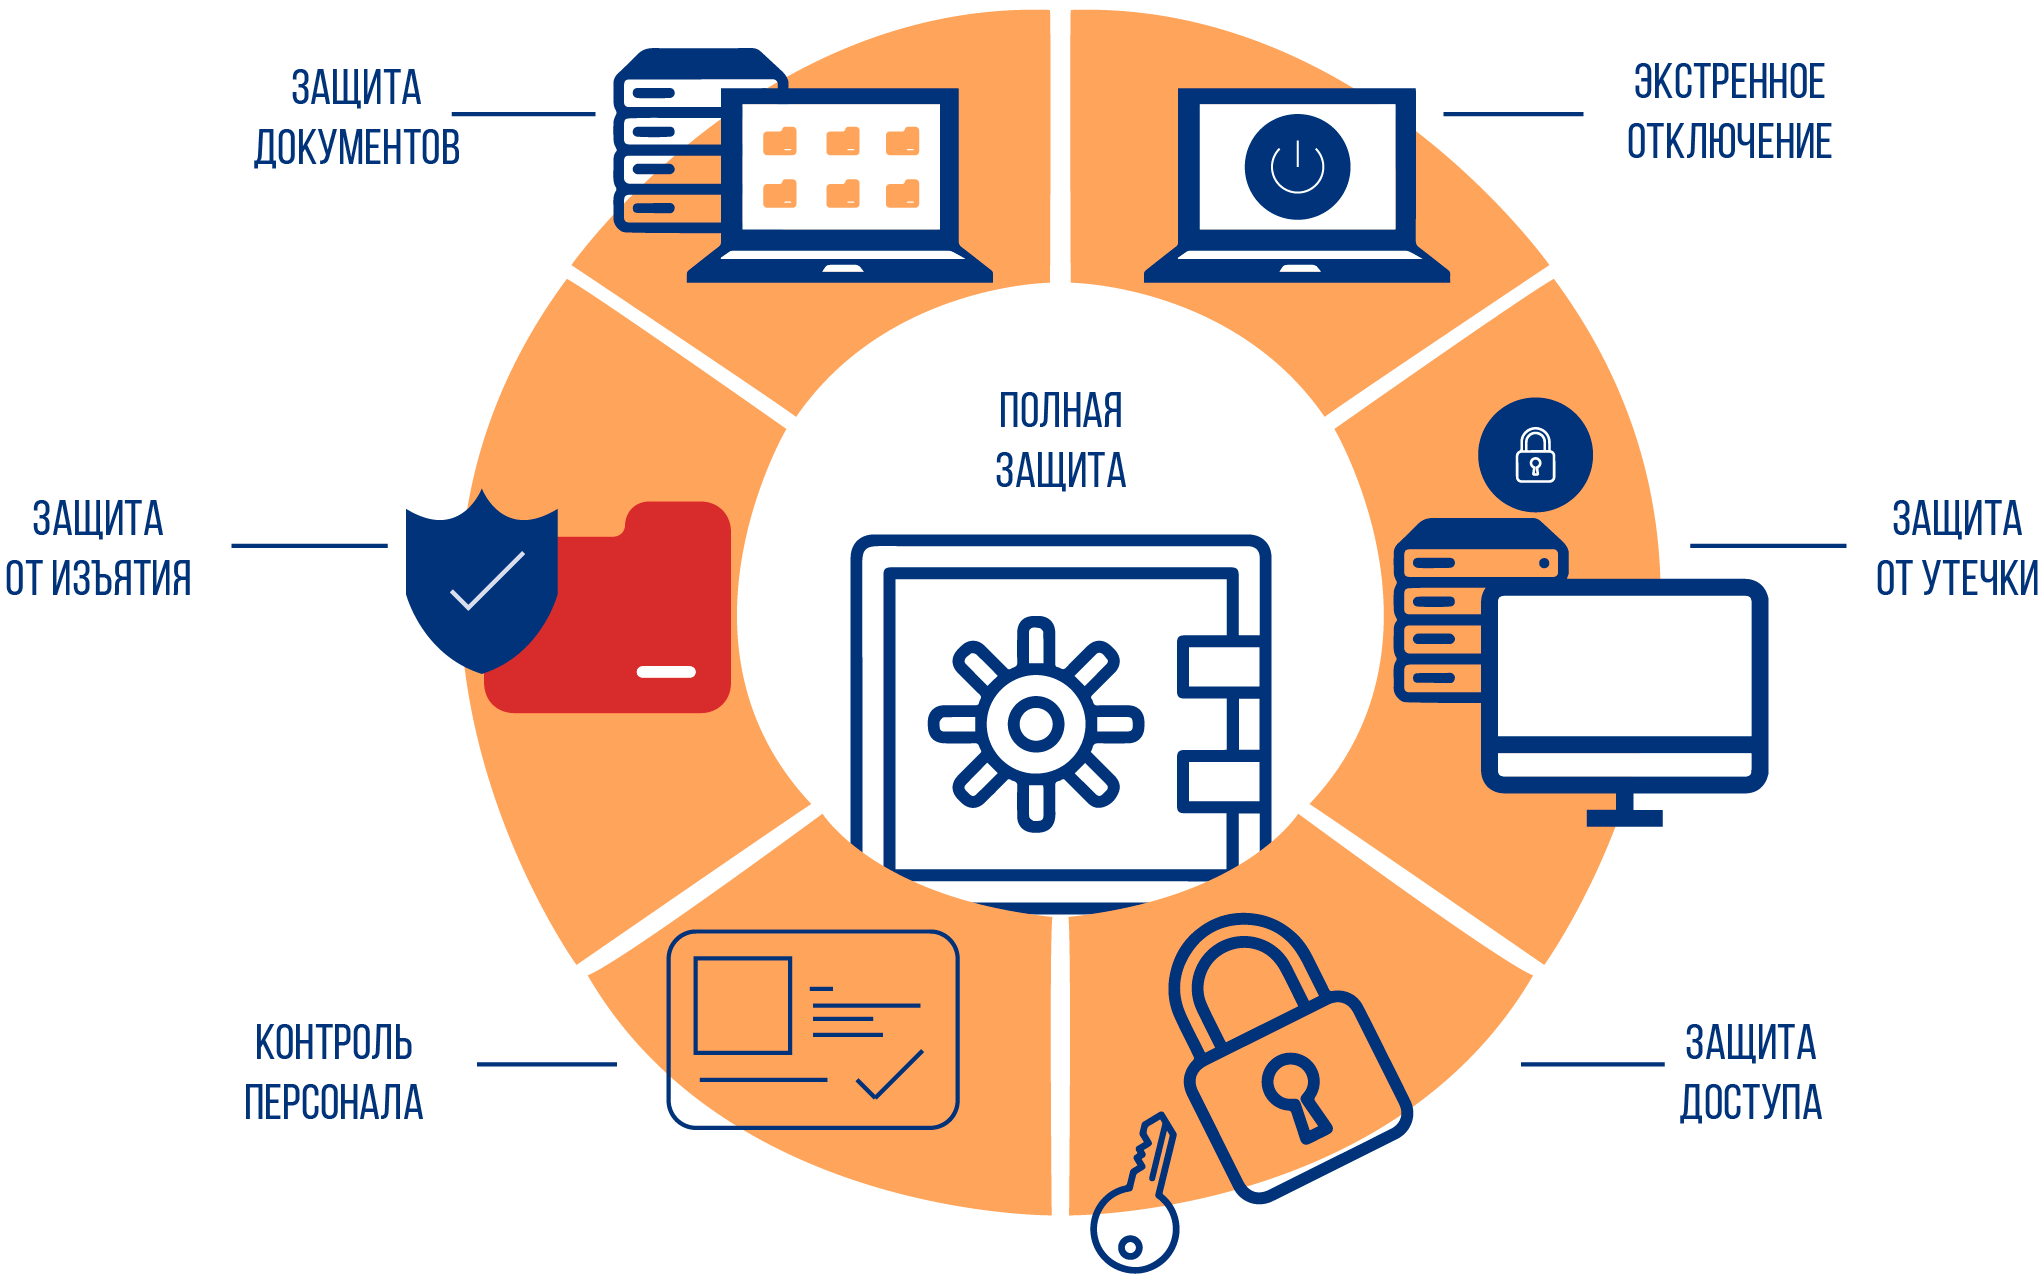 ЗАЩИТА
ДОКУМЕНТОВ
ЭКСТРЕННОЕ
ОТКЛЮЧЕНИЕ
ПОЛНАЯ
ЗАЩИТА
ЗАЩИТА
ОТ ИЗЪЯТИЯ
ЗАЩИТА
ОТ УТЕЧКИ
КОНТРОЛЬ
ПЕРСОНАЛА
ЗАЩИТА
ДОСТУПА